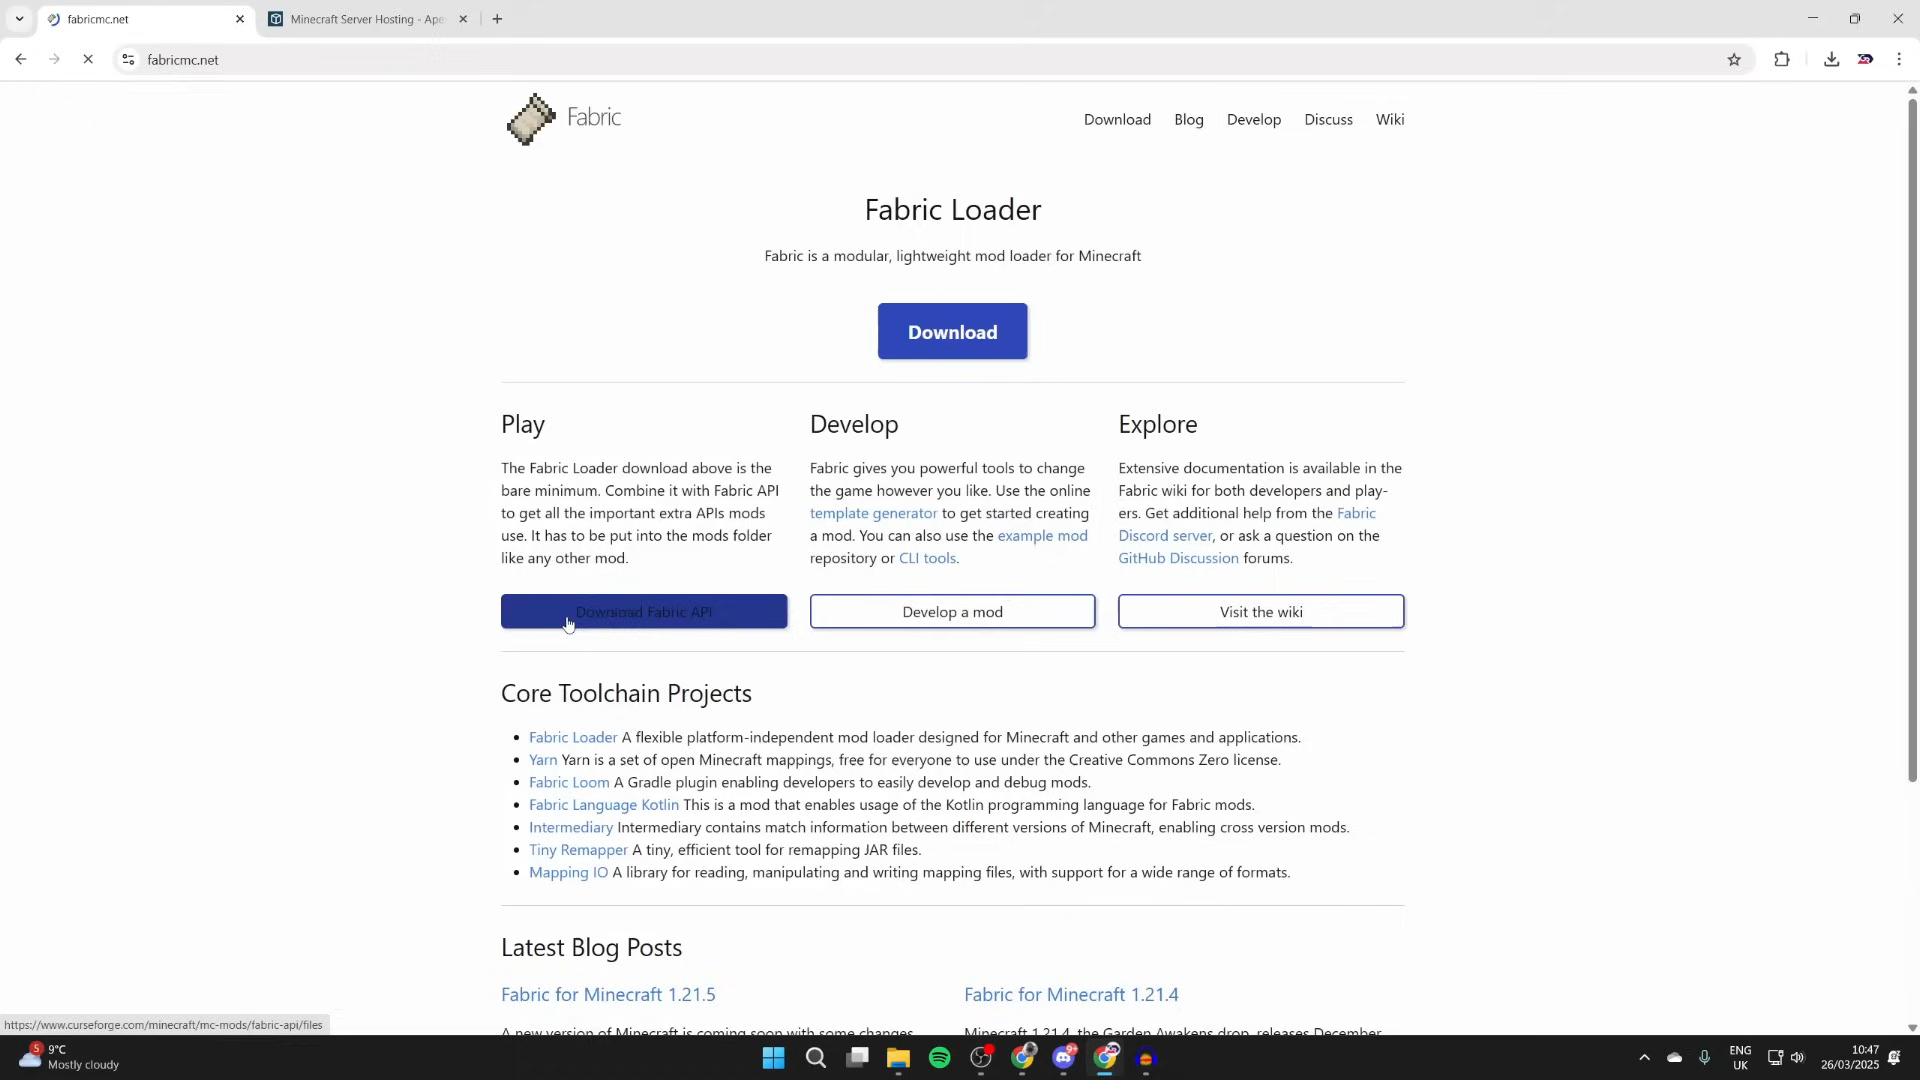 fabricmc.net
Minecraft Server Hosting - Ape
fabricmc.net
Fabric
Download Blog Develop Discuss Wiki
Fabric Loader
Fabric is a modular, lightweight mod loader for Minecraft
Download
Play
The Fabric Loader download above is the
bare minimum. Combine it with Fabric API
to get all the important extra APIs mods
use. It has to be put into the mods folder
like any other mod.
Download Fabric API
Develop
Fabric gives you powerful tools to change
the game however you like. Use the online
template generator to get started creating
a mod. You can also use the example mod
repository or CLI tools.
Develop a mod
Explore
Extensive documentation is available in the
Fabric wiki for both developers and play-
ers. Get additional help from the Fabric
Discord server, or ask a question on the
GitHub Discussion forums.
Visit the wiki
Core Toolchain Projects
Fabric Loader A flexible platform-independent mod loader designed for Minecraft and other games and applications.
Yarn Yarn is a set of open Minecraft mappings, free for everyone to use under the Creative Commons Zero license.
Fabric Loom A Gradle plugin enabling developers to easily develop and debug mods.
Fabric Language Kotlin This is a mod that enables usage of the Kotlin programming language for Fabric mods.
Intermediary Intermediary contains match information between different versions of Minecraft, enabling cross version mods.
Tiny Remapper A tiny, efficient tool for remapping JAR files.
Mapping IO A library for reading, manipulating and writing mapping files, with support for a wide range of formats.
Latest Blog Posts
Fabric for Minecraft 1.21.5
A new version of Minecraft is coming soon with some changes
Fabric for Minecraft 1.21.4
Minecraft 1.21.4, the Garden Awakens drop, releases December
https://www.curseforge.com/minecraft/mc-mods/fabric-api/files
5
9°C
Mostly cloudy
9+
ENG
UK
10:47
26/03/2025